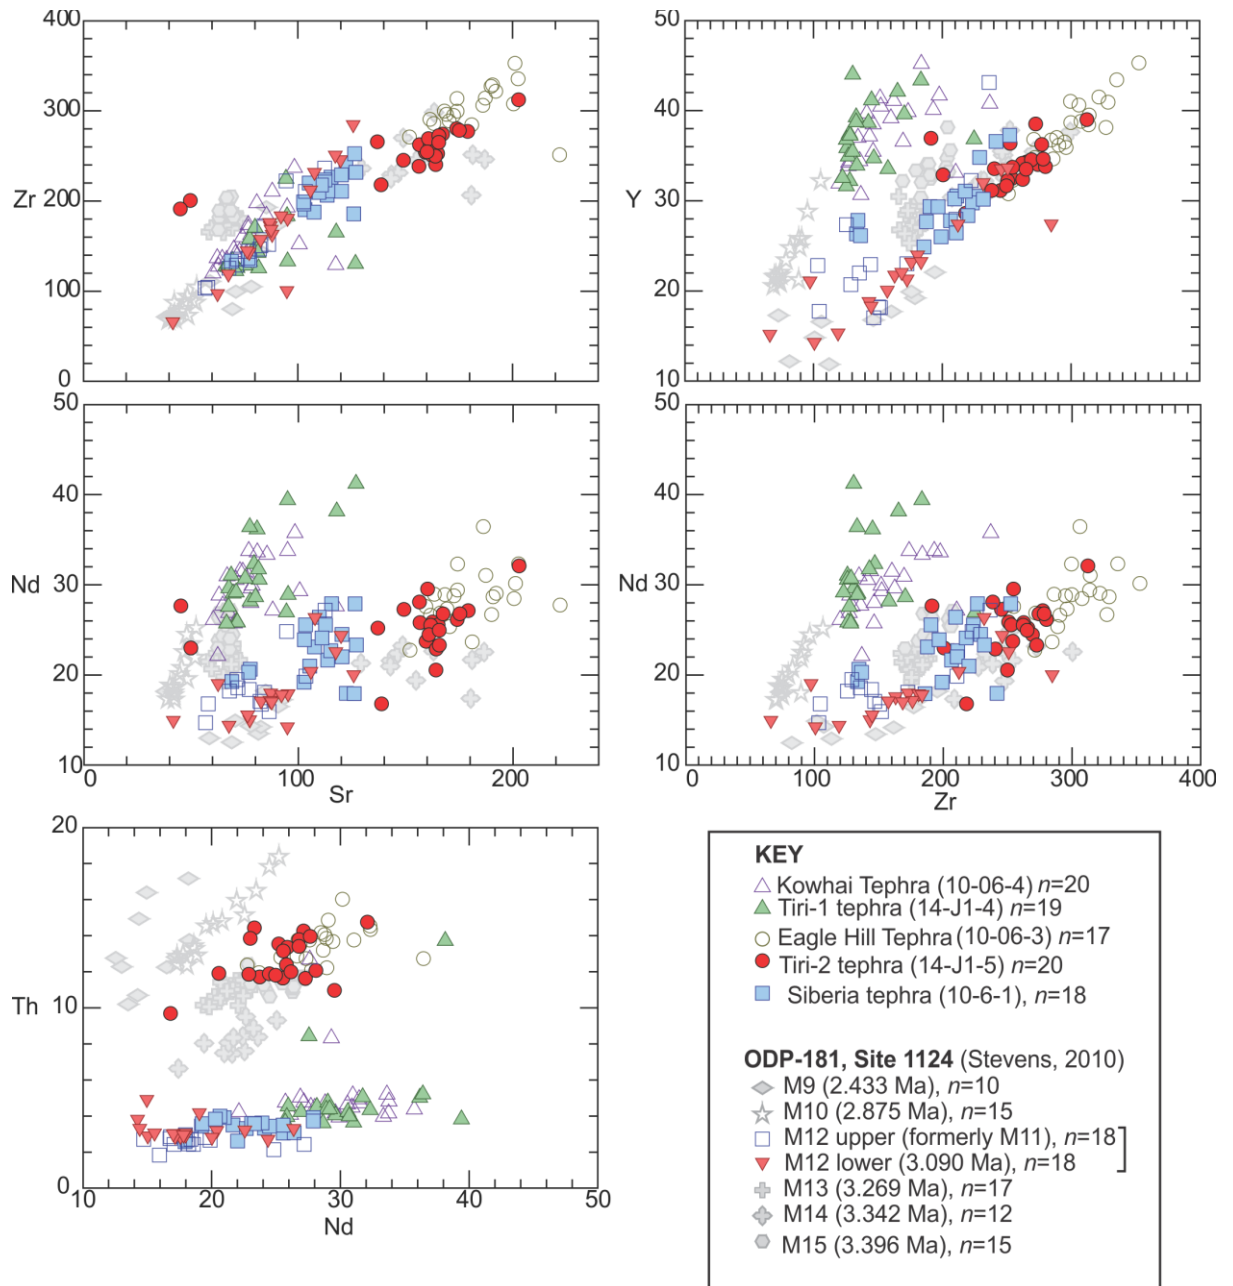 400
300
Zr 200
100
0
50
40
Y 30
20
10
50
40
Nd 30
20
10
0 100 200
Sr
50
40
Nd 30
20
10
0 100 200 300 400
Zr
20
Th 10
0
10 20 30 40 50
Nd
KEY
Kowhai Tephra (10-06-4) n=20
Tiri-1 tephra (14-J1-4) n=19
Eagle Hill Tephra (10-06-3) n=17
Tiri-2 tephra (14-J1-5) n=20
Siberia tephra (10-6-1), n=18
ODP-181, Site 1124 (Stevens, 2010)
M9 (2.433 Ma), n=10
M10 (2.875 Ma), n=15
M12 upper (formerly M11), n=18
M12 lower (3.090 Ma), n=18
M13 (3.269 Ma), n=17
M14 (3.342 Ma), n=12
M15 (3.396 Ma), n=15